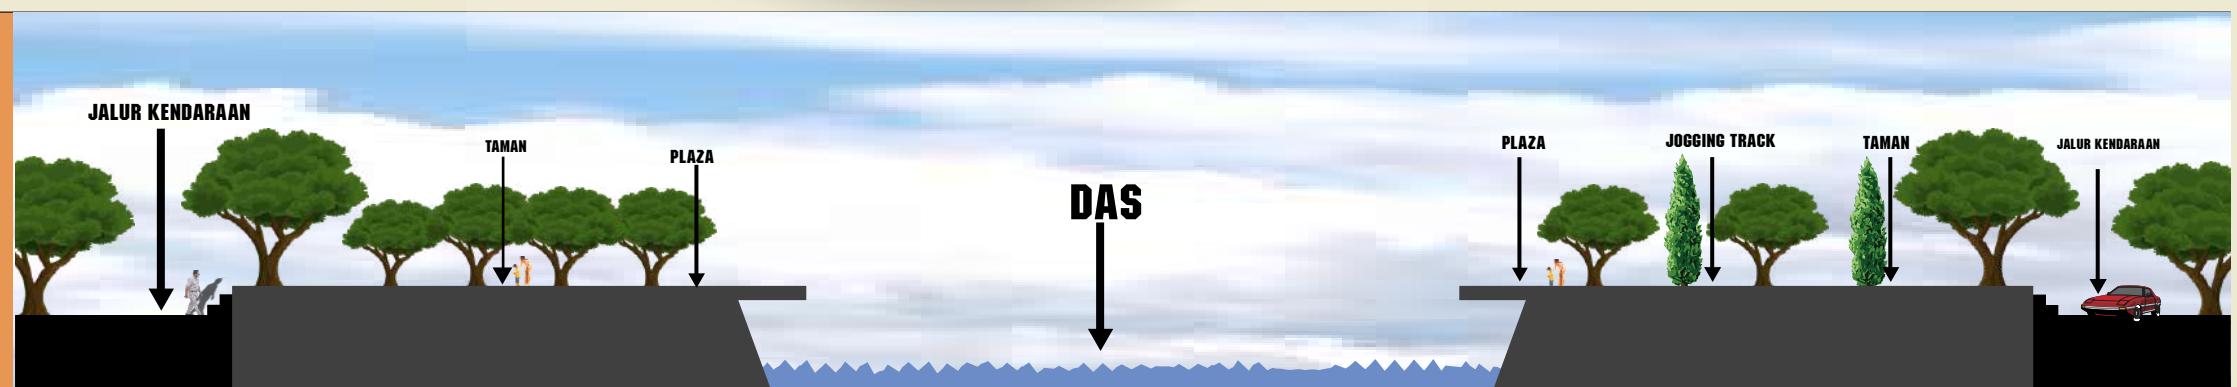 JALUR KENDARAAN
TAMAN
PLAZA
DAS
PLAZA
JOGGING TRACK
TAMAN
JALUR KENDARAAN